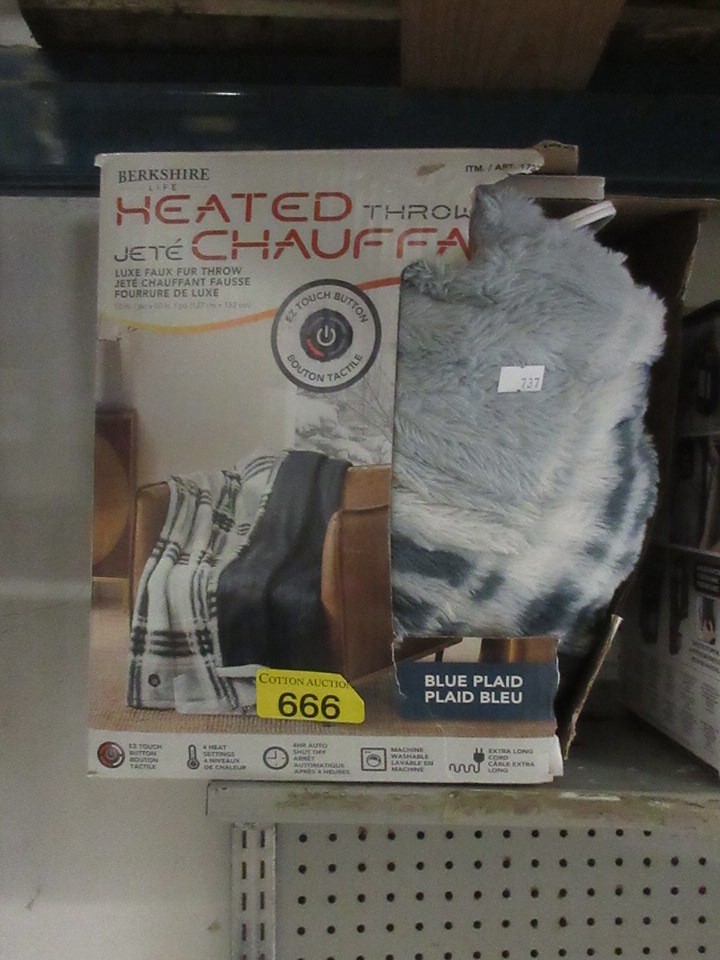 BERKSHIRE
LIFE
ITM. / ART. 175
HEATED THROW
JETÉ CHAUFFA
LUXE FAUX FUR THROW
JETÉ CHAUFFANT FAUSSE
FOURRURE DE LUXE
EZ TOUCH BUTTON
BOUTON TACTILE
737
COTTON AUCTIO
666
BLUE PLAID
PLAID BLEU
EZ TOUCH
BUTTON
BOUTON
TACTILE
4 HEAT
SETTINGS
4 NIVEAUX
DE CHALEUR
4HR AUTO
SHUT OFF
ARRÊT
AUTOMATIQUE
APRÈS 4 HEURES
MACHINE
WASHABLE
LAVABLE EN
MACHINE
EXTRA LONG
CORD
CÂBLE EXTRA
LONG